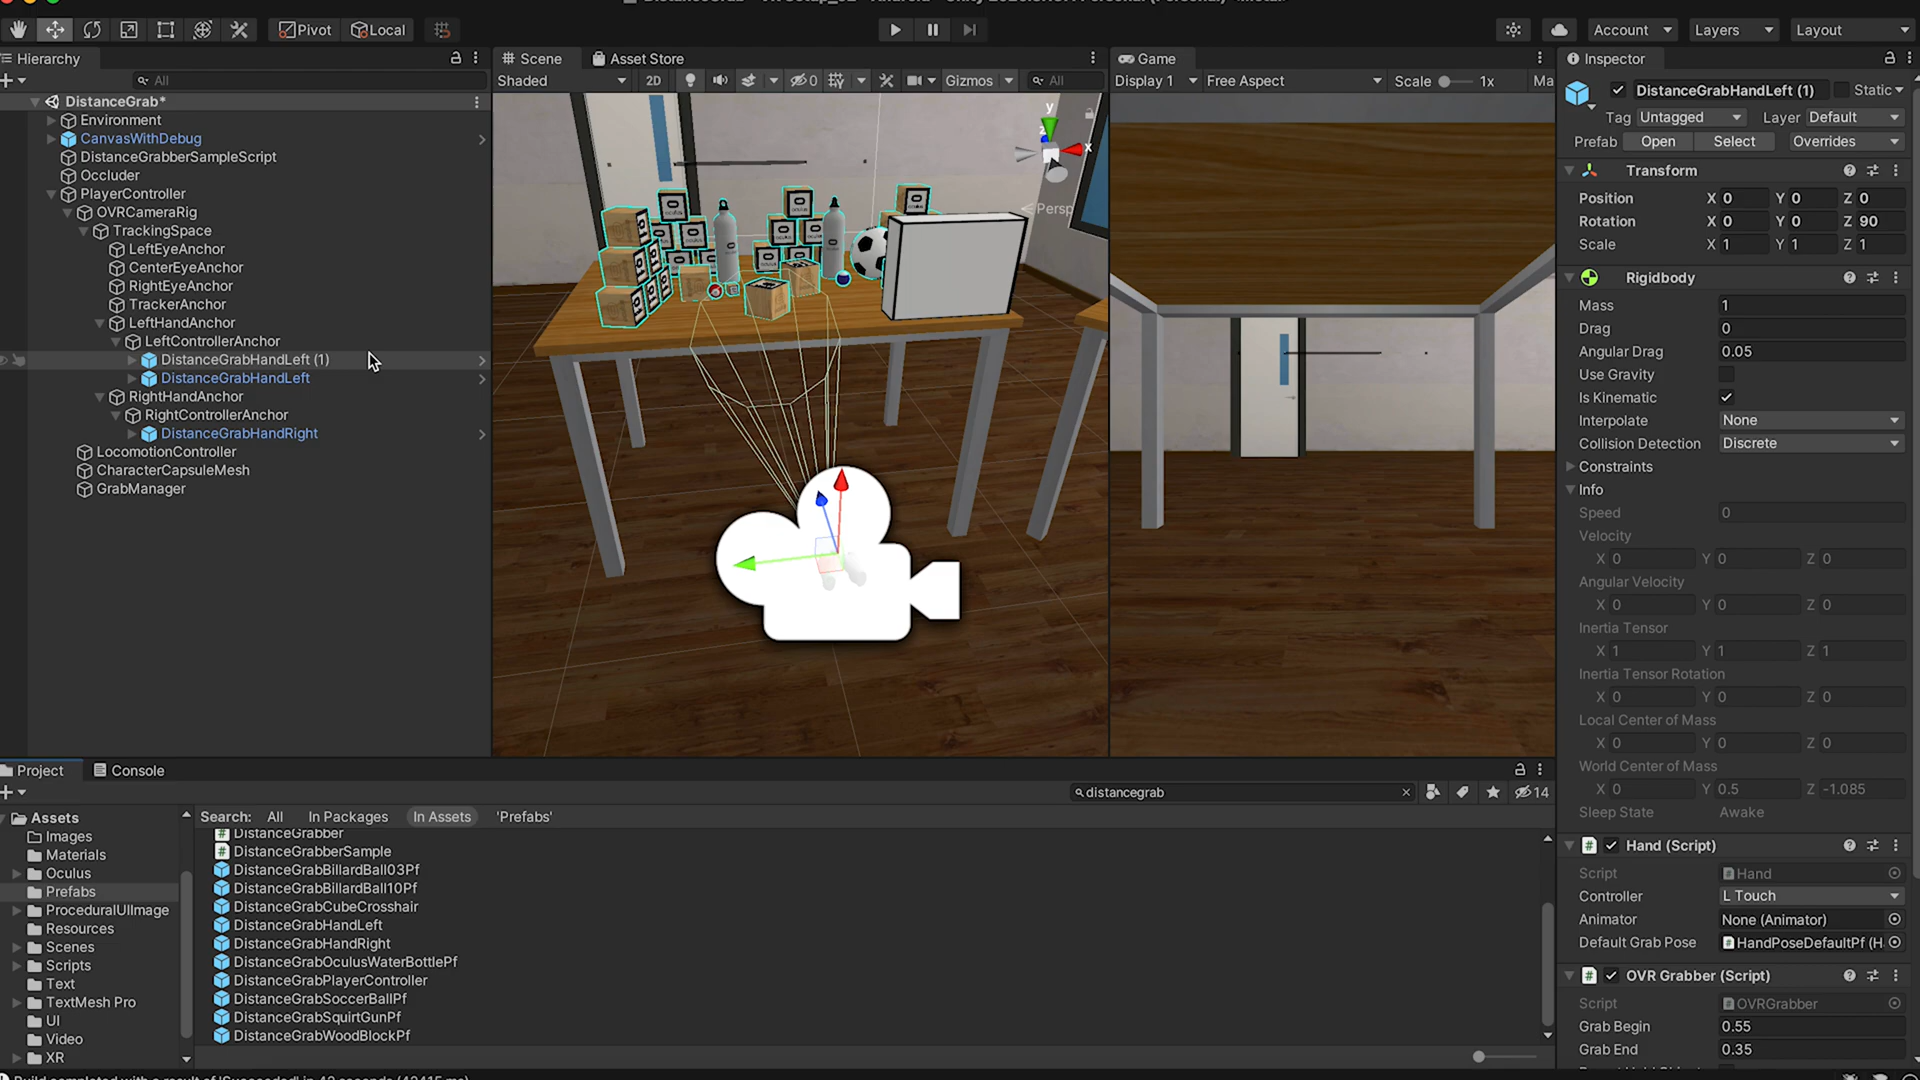 Pivot
Local
Account
Layers
Layout
Hierarchy
All
DistanceGrab*
Environment
CanvasWithDebug
DistanceGrabberSampleScript
Occluder
PlayerController
OVRCameraRig
TrackingSpace
LeftEyeAnchor
CenterEyeAnchor
RightEyeAnchor
TrackerAnchor
LeftHandAnchor
LeftControllerAnchor
DistanceGrabHandLeft (1)
DistanceGrabHandLeft
RightHandAnchor
RightControllerAnchor
DistanceGrabHandRight
LocomotionController
CharacterCapsuleMesh
GrabManager
Scene
Asset Store
Shaded
2D
0
Gizmos
All
y
z
x
Persp
Game
Display 1
Free Aspect
Scale
1x
Ma
Inspector
DistanceGrabHandLeft (1)
Static
Tag Untagged
Layer Default
Prefab
Open
Select
Overrides
Transform
Position X 0 Y 0 Z 0
Rotation X 0 Y 0 Z 90
Scale X 1 Y 1 Z 1
Rigidbody
Mass 1
Drag 0
Angular Drag 0.05
Use Gravity
Is Kinematic
Interpolate None
Collision Detection Discrete
Constraints
Info
Speed 0
Velocity
X 0 Y 0 Z 0
Angular Velocity
X 0 Y 0 Z 0
Inertia Tensor
X 1 Y 1 Z 1
Inertia Tensor Rotation
X 0 Y 0 Z 0
Local Center of Mass
X 0 Y 0 Z 0
World Center of Mass
X 0 Y 0.5 Z -1.085
Sleep State Awake
Hand (Script)
Script Hand
Controller L Touch
Animator None (Animator)
Default Grab Pose HandPoseDefaultPf (H
OVR Grabber (Script)
Script OVRGrabber
Grab Begin 0.55
Grab End 0.35
Project
Console
distancegrab
14
Assets
Images
Materials
Oculus
Prefabs
ProceduralUIImage
Resources
Scenes
Scripts
Text
TextMesh Pro
UI
Video
XR
Search: All In Packages In Assets 'Prefabs'
DistanceGrabber
DistanceGrabberSample
DistanceGrabBillardBall03Pf
DistanceGrabBillardBall10Pf
DistanceGrabCubeCrosshair
DistanceGrabHandLeft
DistanceGrabHandRight
DistanceGrabOculusWaterBottlePf
DistanceGrabPlayerController
DistanceGrabSoccerBallPf
DistanceGrabSquirtGunPf
DistanceGrabWoodBlockPf